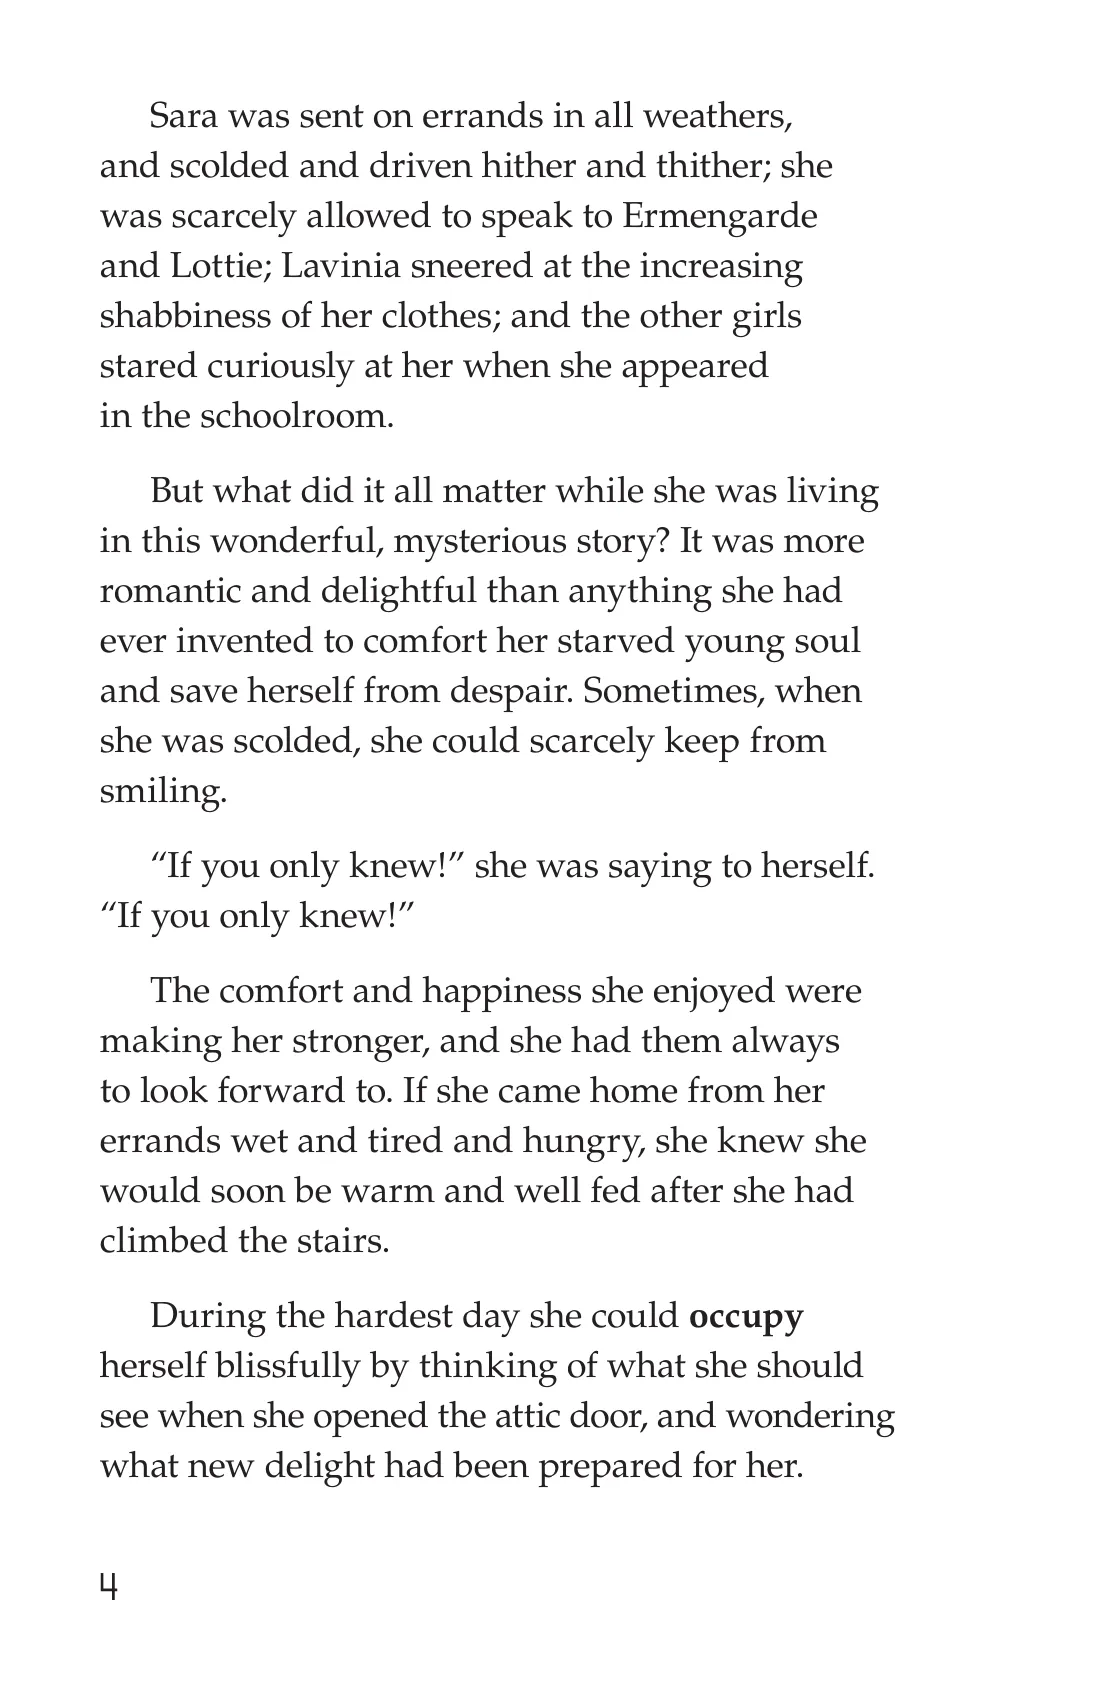 Sara was sent on errands in all weathers,
and scolded and driven hither and thither; she
was scarcely allowed to speak to Ermengarde
and Lottie; Lavinia sneered at the increasing
shabbiness of her clothes; and the other girls
stared curiously at her when she appeared
in the schoolroom.
But what did it all matter while she was living
in this wonderful, mysterious story? It was more
romantic and delightful than anything she had
ever invented to comfort her starved young soul
and save herself from despair. Sometimes, when
she was scolded, she could scarcely keep from
smiling.
“If you only knew!” she was saying to herself.
“If you only knew!”
The comfort and happiness she enjoyed were
making her stronger, and she had them always
to look forward to. If she came home from her
errands wet and tired and hungry, she knew she
would soon be warm and well fed after she had
climbed the stairs.
During the hardest day she could occupy
herself blissfully by thinking of what she should
see when she opened the attic door, and wondering
what new delight had been prepared for her.
4